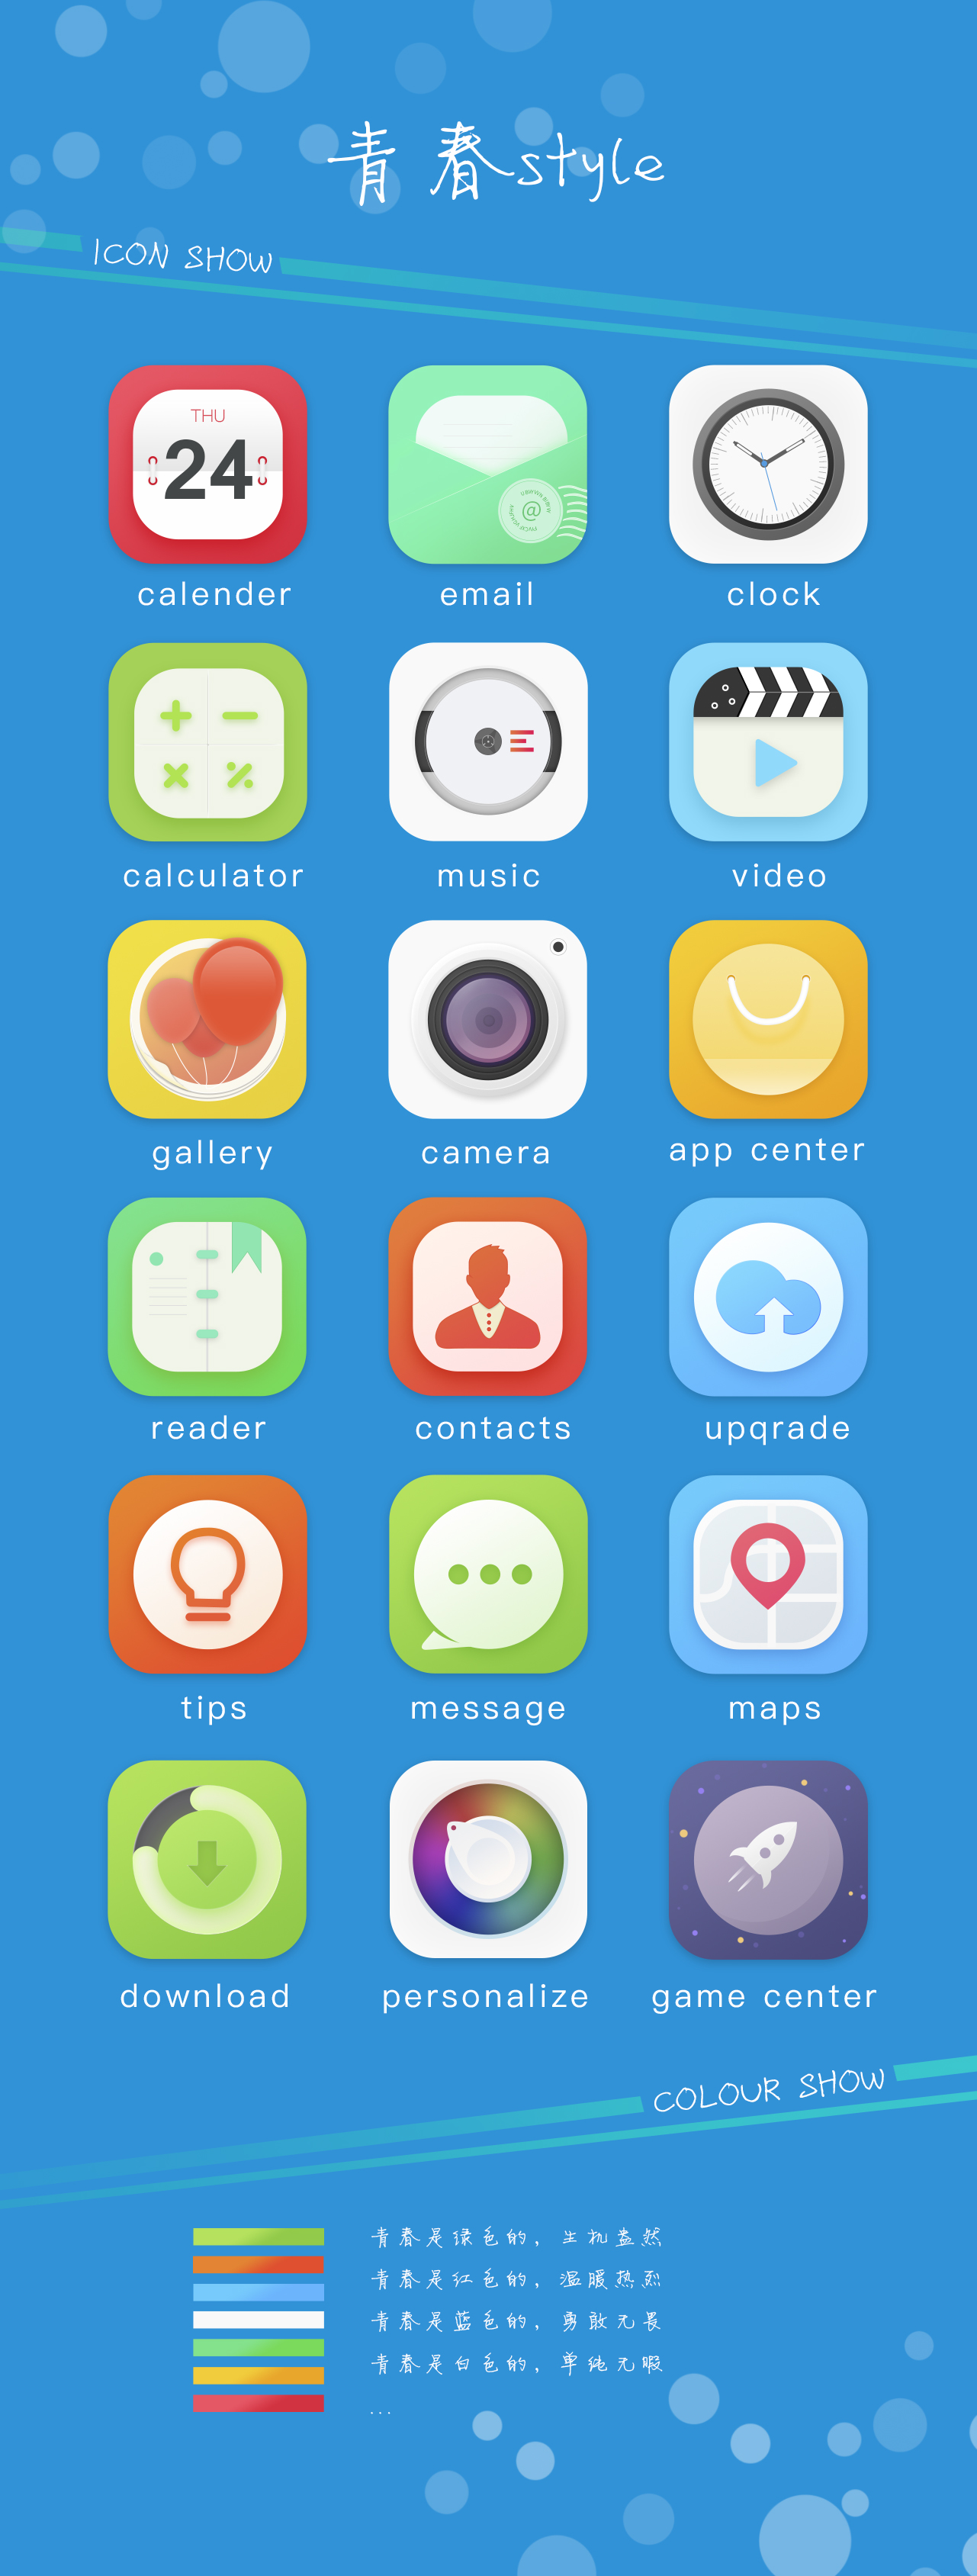 青春style
ICON SHOW
THU
24
@
calender
email
clock
calculator
music
video
gallery
camera
app center
reader
contacts
upqrade
tips
message
maps
download
personalize
game center
COLOUR SHOW
青春是绿色的，生机盎然
青春是红色的，温暖热烈
青春是蓝色的，勇敢无畏
青春是白色的，单纯无暇
...